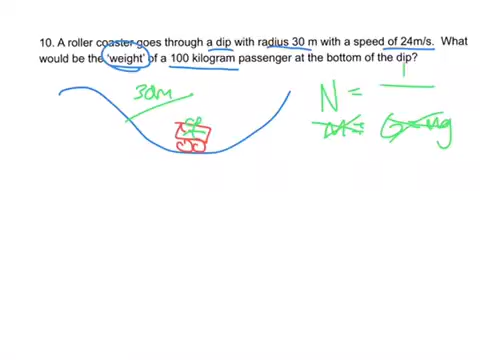 10. A roller coaster goes through a dip with radius 30 m with a speed of 24m/s. What
would be the 'weight' of a 100 kilogram passenger at the bottom of the dip?
30m
N =